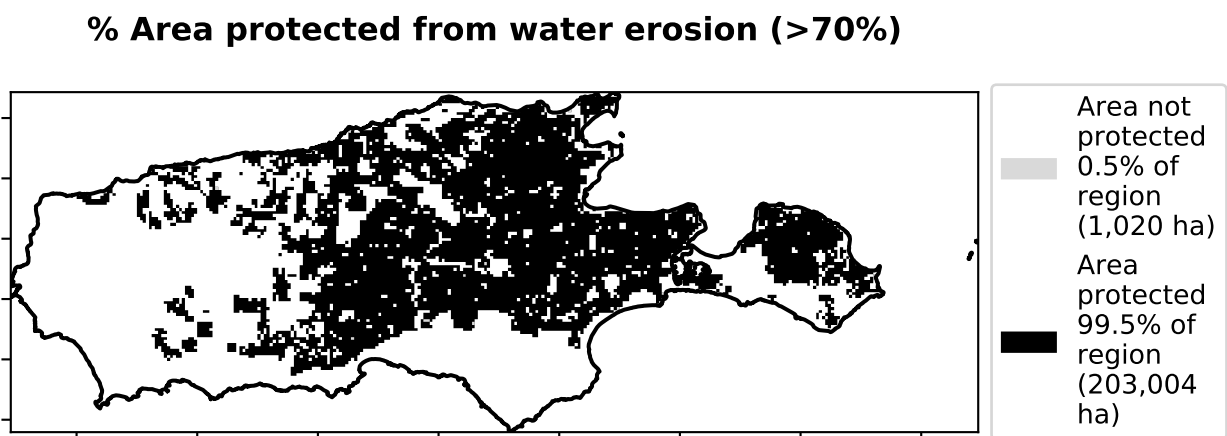 % Area protected from water erosion (>70%)
Area not
protected
0.5% of
region
(1,020 ha)
Area
protected
99.5% of
region
(203,004
ha)